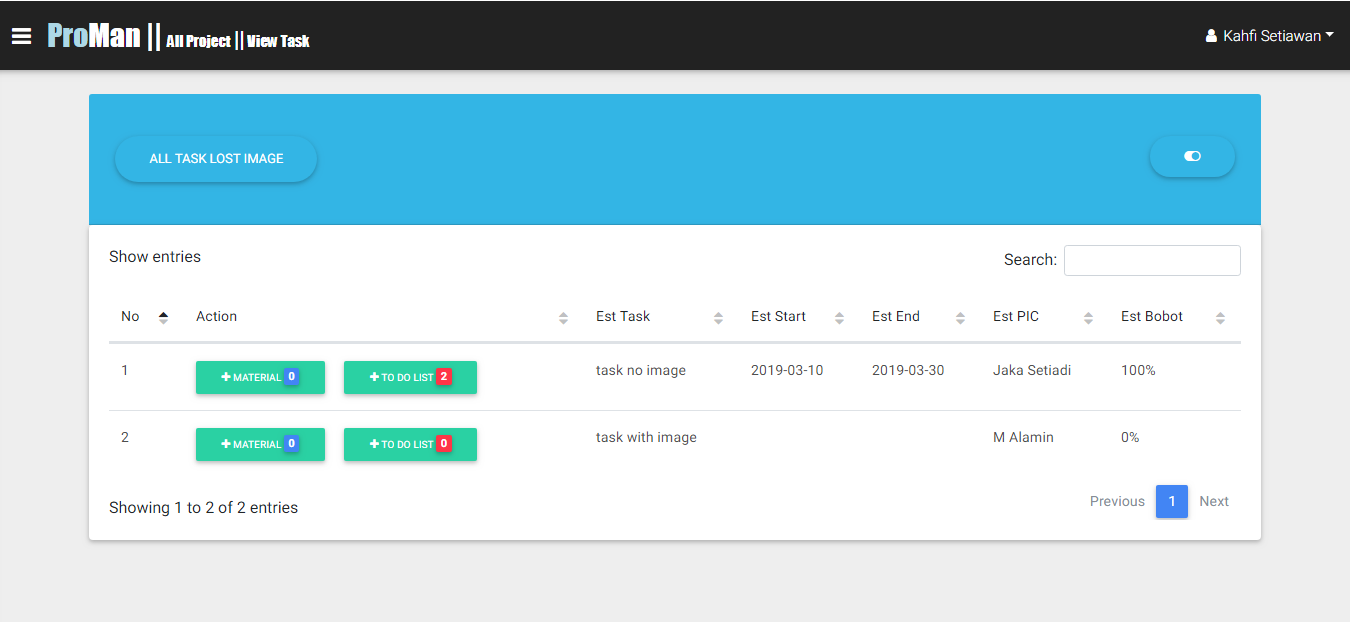 ProMan || All Project || View Task
Kahfi Setiawan
ALL TASK LOST IMAGE
Show entries
Search:
No Action Est Task Est Start Est End Est PIC Est Bobot
1 MATERIAL 0 TO DO LIST 2 task no image 2019-03-10 2019-03-30 Jaka Setiadi 100%
2 MATERIAL 0 TO DO LIST 0 task with image M Alamin 0%
Showing 1 to 2 of 2 entries
Previous 1 Next